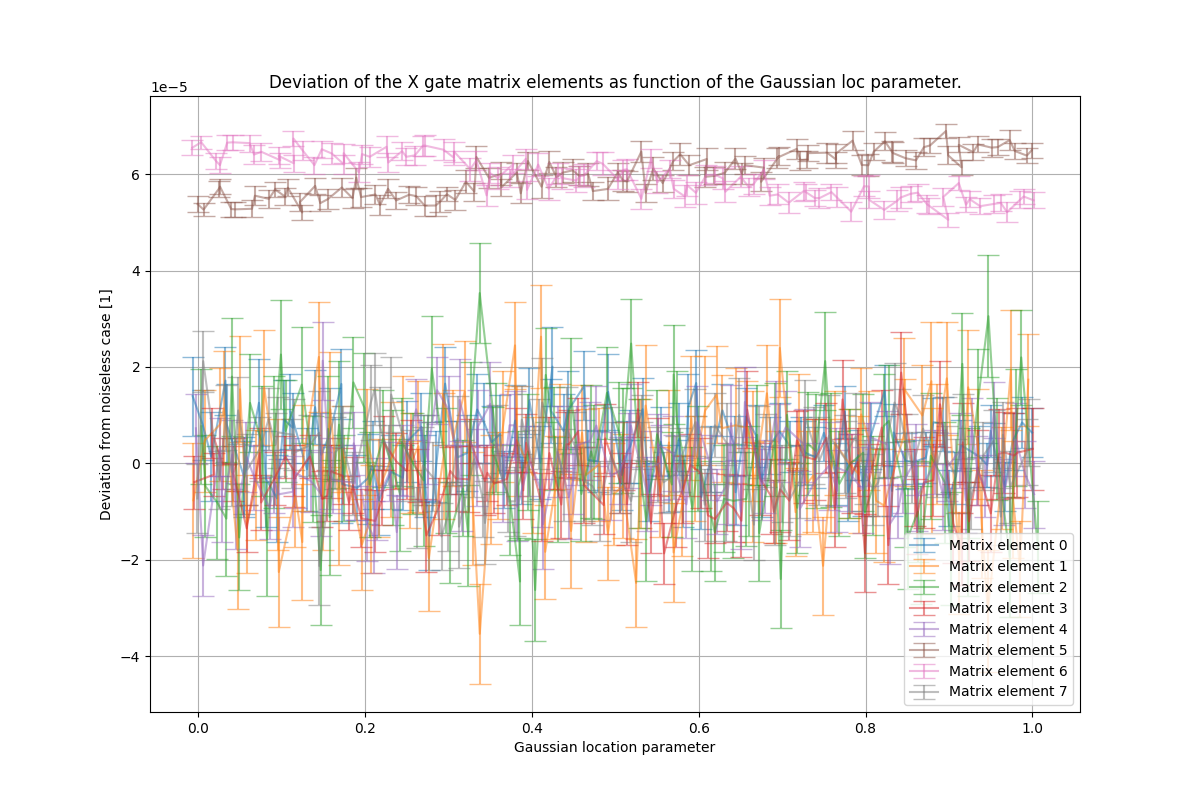 Deviation of the X gate matrix elements as function of the Gaussian loc parameter.
1e−5
6
4
2
0
−2
−4
Deviation from noiseless case [1]
0.0 0.2 0.4 0.6 0.8 1.0
Gaussian location parameter
Matrix element 0
Matrix element 1
Matrix element 2
Matrix element 3
Matrix element 4
Matrix element 5
Matrix element 6
Matrix element 7